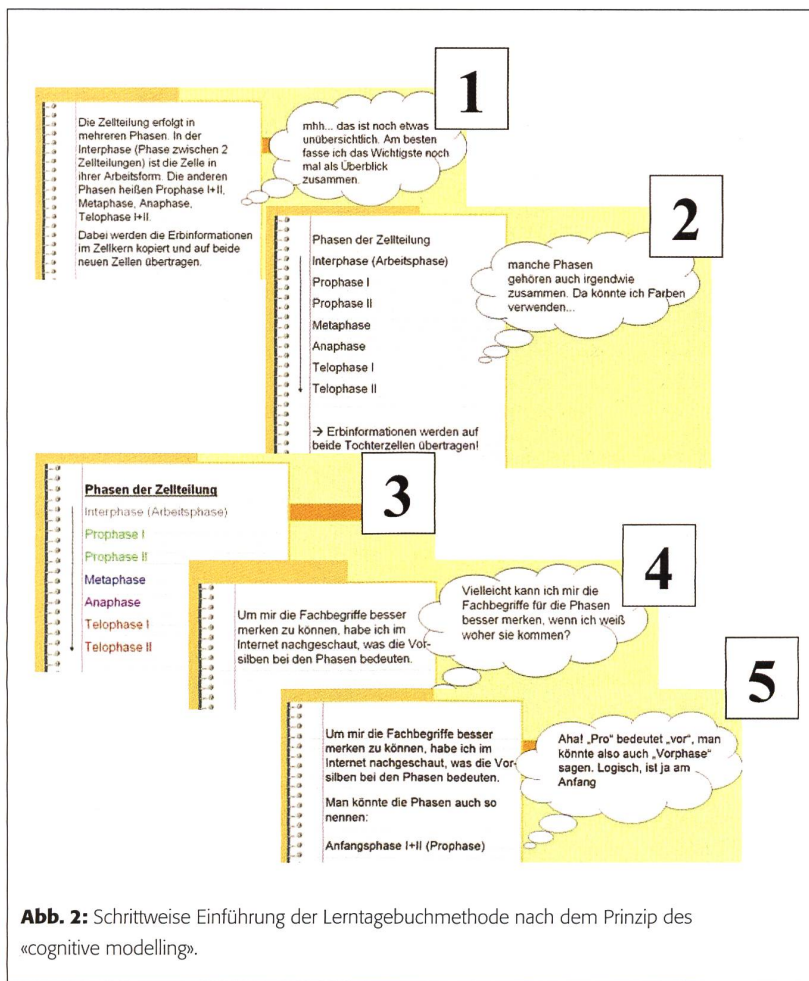 1
Die Zellteilung erfolgt in
mehreren Phasen. In der
Interphase (Phase zwischen 2
Zellteilungen) ist die Zelle in
ihrer Arbeitsform. Die anderen
Phasen heißen Prophase I+II,
Metaphase, Anaphase,
Telophase I+II.
Dabei werden die Erbinformationen
im Zellkern kopiert und auf beide
neuen Zellen übertragen.
mhh... das ist noch etwas
unübersichtlich. Am besten
fasse ich das Wichtigste noch
mal als Überblick
zusammen.
2
Phasen der Zellteilung
Interphase (Arbeitsphase)
Prophase I
Prophase II
Metaphase
Anaphase
Telophase I
Telophase II
→ Erbinformationen werden auf
beide Tochterzellen übertragen!
manche Phasen
gehören auch irgendwie
zusammen. Da könnte ich Farben
verwenden...
3
Phasen der Zellteilung
Interphase (Arbeitsphase)
Prophase I
Prophase II
Metaphase
Anaphase
Telophase I
Telophase II
4
Um mir die Fachbegriffe besser
merken zu können, habe ich im
Internet nachgeschaut, was die Vor-
silben bei den Phasen bedeuten.
Vielleicht kann ich mir die
Fachbegriffe für die Phasen
besser merken, wenn ich weiß
woher sie kommen?
5
Um mir die Fachbegriffe besser
merken zu können, habe ich im
Internet nachgeschaut, was die Vor-
silben bei den Phasen bedeuten.
Man könnte die Phasen auch so
nennen:
Anfangsphase I+II (Prophase)
Aha! „Pro" bedeutet „vor", man
könnte also auch „Vorphase"
sagen. Logisch, ist ja am
Anfang
Abb. 2: Schrittweise Einführung der Lerntagebuchmethode nach dem Prinzip des
«cognitive modelling».